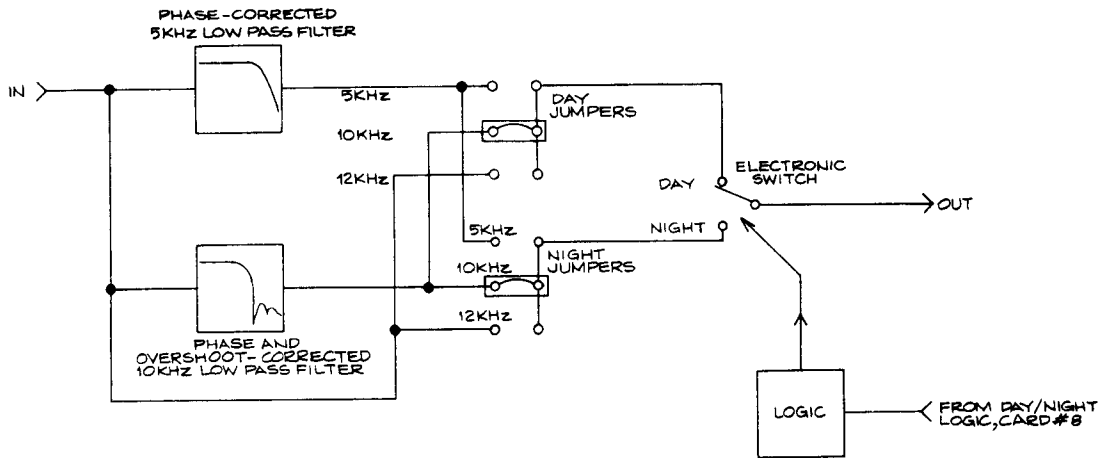 PHASE-CORRECTED
5KHz LOW PASS FILTER
IN
5KHz
DAY
JUMPERS
10KHz
12KHz
ELECTRONIC
SWITCH
DAY
OUT
5KHz
NIGHT
NIGHT
JUMPERS
10KHz
12KHz
PHASE AND
OVERSHOOT-CORRECTED
10KHz LOW PASS FILTER
LOGIC
FROM DAY/NIGHT
LOGIC, CARD #8